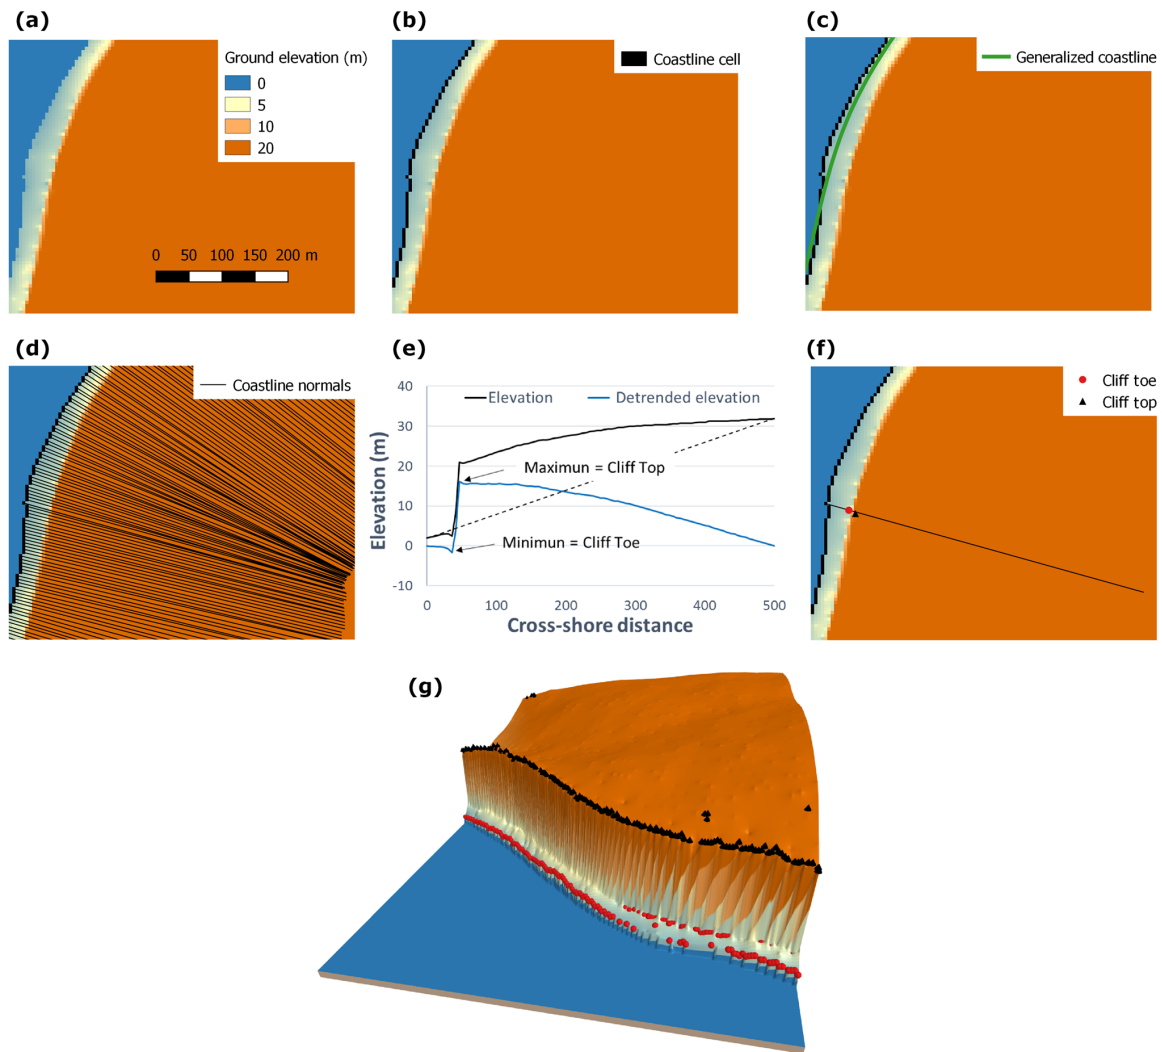 (a)
Ground elevation (m)
0
5
10
20
0 50 100 150 200 m
(b)
Coastline cell
(c)
Generalized coastline
(d)
Coastline normals
(e)
Elevation
Detrended elevation
40
30
20
10
0
-10
Elevation (m)
Maximun = Cliff Top
Minimun = Cliff Toe
0 100 200 300 400 500
Cross-shore distance
(f)
Cliff toe
Cliff top
(g)